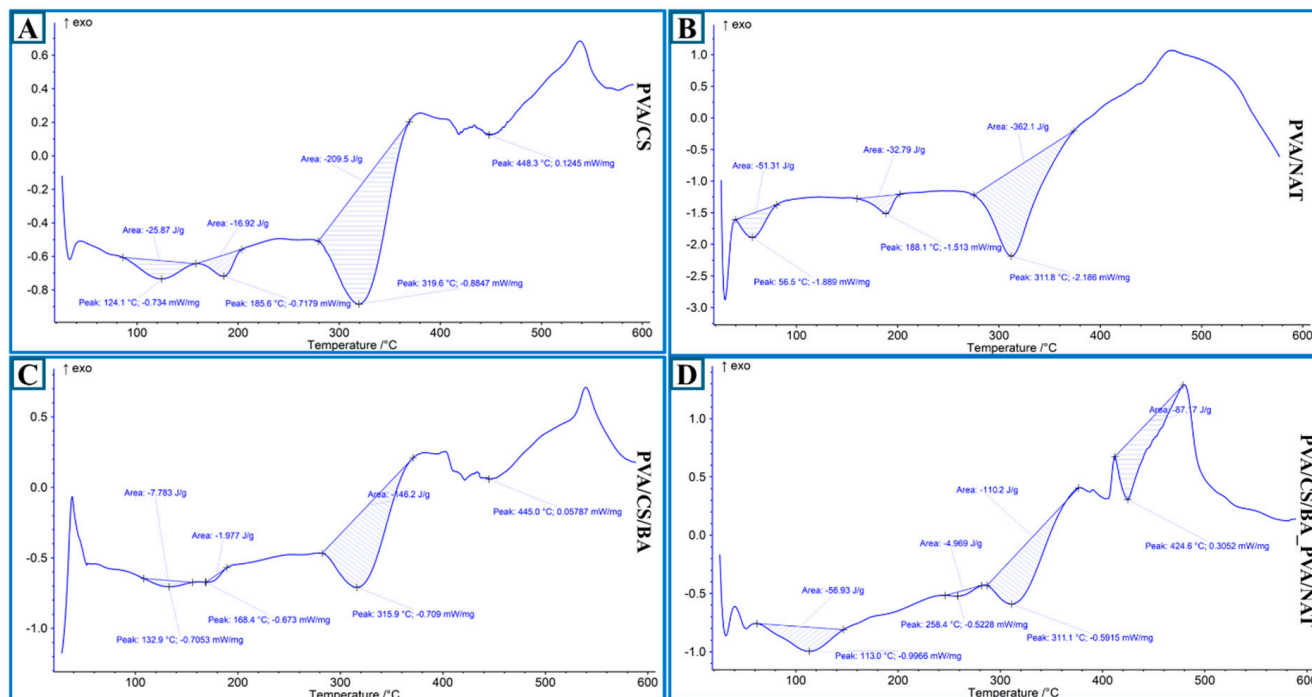 A
↑ exo
0.6
0.4
0.2
0.0
-0.2
-0.4
-0.6
-0.8
Area: -209.5 J/g
Area: -25.87 J/g
Area: -16.92 J/g
Peak: 448.3 °C; 0.1245 mW/mg
Peak: 319.6 °C; -0.8847 mW/mg
Peak: 124.1 °C; -0.734 mW/mg
Peak: 185.6 °C; -0.7179 mW/mg
100
200
300
400
500
600
Temperature /°C
PVA/CS
B
↑ exo
1.0
0.5
0.0
-0.5
-1.0
-1.5
-2.0
-2.5
-3.0
Area: -362.1 J/g
Area: -32.79 J/g
Area: -51.31 J/g
Peak: 188.1 °C; -1.513 mW/mg
Peak: 56.5 °C; -1.889 mW/mg
Peak: 311.8 °C; -2.186 mW/mg
100
200
300
400
500
600
Temperature /°C
PVA/NAT
C
↑ exo
0.5
0.0
-0.5
-1.0
Area: -7.783 J/g
Area: -146.2 J/g
Area: -1.977 J/g
Peak: 445.0 °C; 0.05787 mW/mg
Peak: 315.9 °C; -0.709 mW/mg
Peak: 168.4 °C; -0.673 mW/mg
Peak: 132.9 °C; -0.7053 mW/mg
100
200
300
400
500
600
Temperature /°C
PVA/CS/BA
D
↑ exo
1.0
0.5
0.0
-0.5
-1.0
Area: -87.17 J/g
Area: -110.2 J/g
Area: -4.969 J/g
Area: -56.93 J/g
Peak: 424.6 °C; 0.3052 mW/mg
Peak: 258.4 °C; -0.5228 mW/mg
Peak: 311.1 °C; -0.5915 mW/mg
Peak: 113.0 °C; -0.9966 mW/mg
100
200
300
400
500
600
Temperature /°C
PVA/CS/BA_PVA/NAT